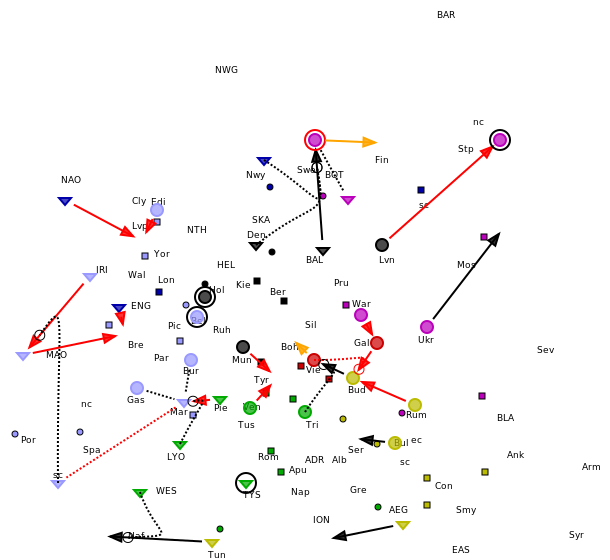 BAR
NWG
nc
Stp
Fin
Swe
BOT
Nwy
NAO
Cly
Edi
sc
Lvp
SKA
NTH
Den
Yor
HEL
BAL
Lvn
Mos
IRI
Wal
Lon
Kie
Ber
Pru
Hol
ENG
War
Bel
Pic
Ruh
Sil
Ukr
Gal
Bre
MAO
Par
Mun
Boh
Sev
Bur
Vie
Tyr
Bud
Gas
nc
Mar
Pie
Ven
Rum
Tus
Tri
BLA
Por
Spa
Bul
ec
LYO
Rom
ADR
Alb
Ser
sc
Ank
Apu
Arm
sc
WES
TYS
Nap
Gre
Con
Smy
ION
AEG
Naf
Tun
EAS
Syr